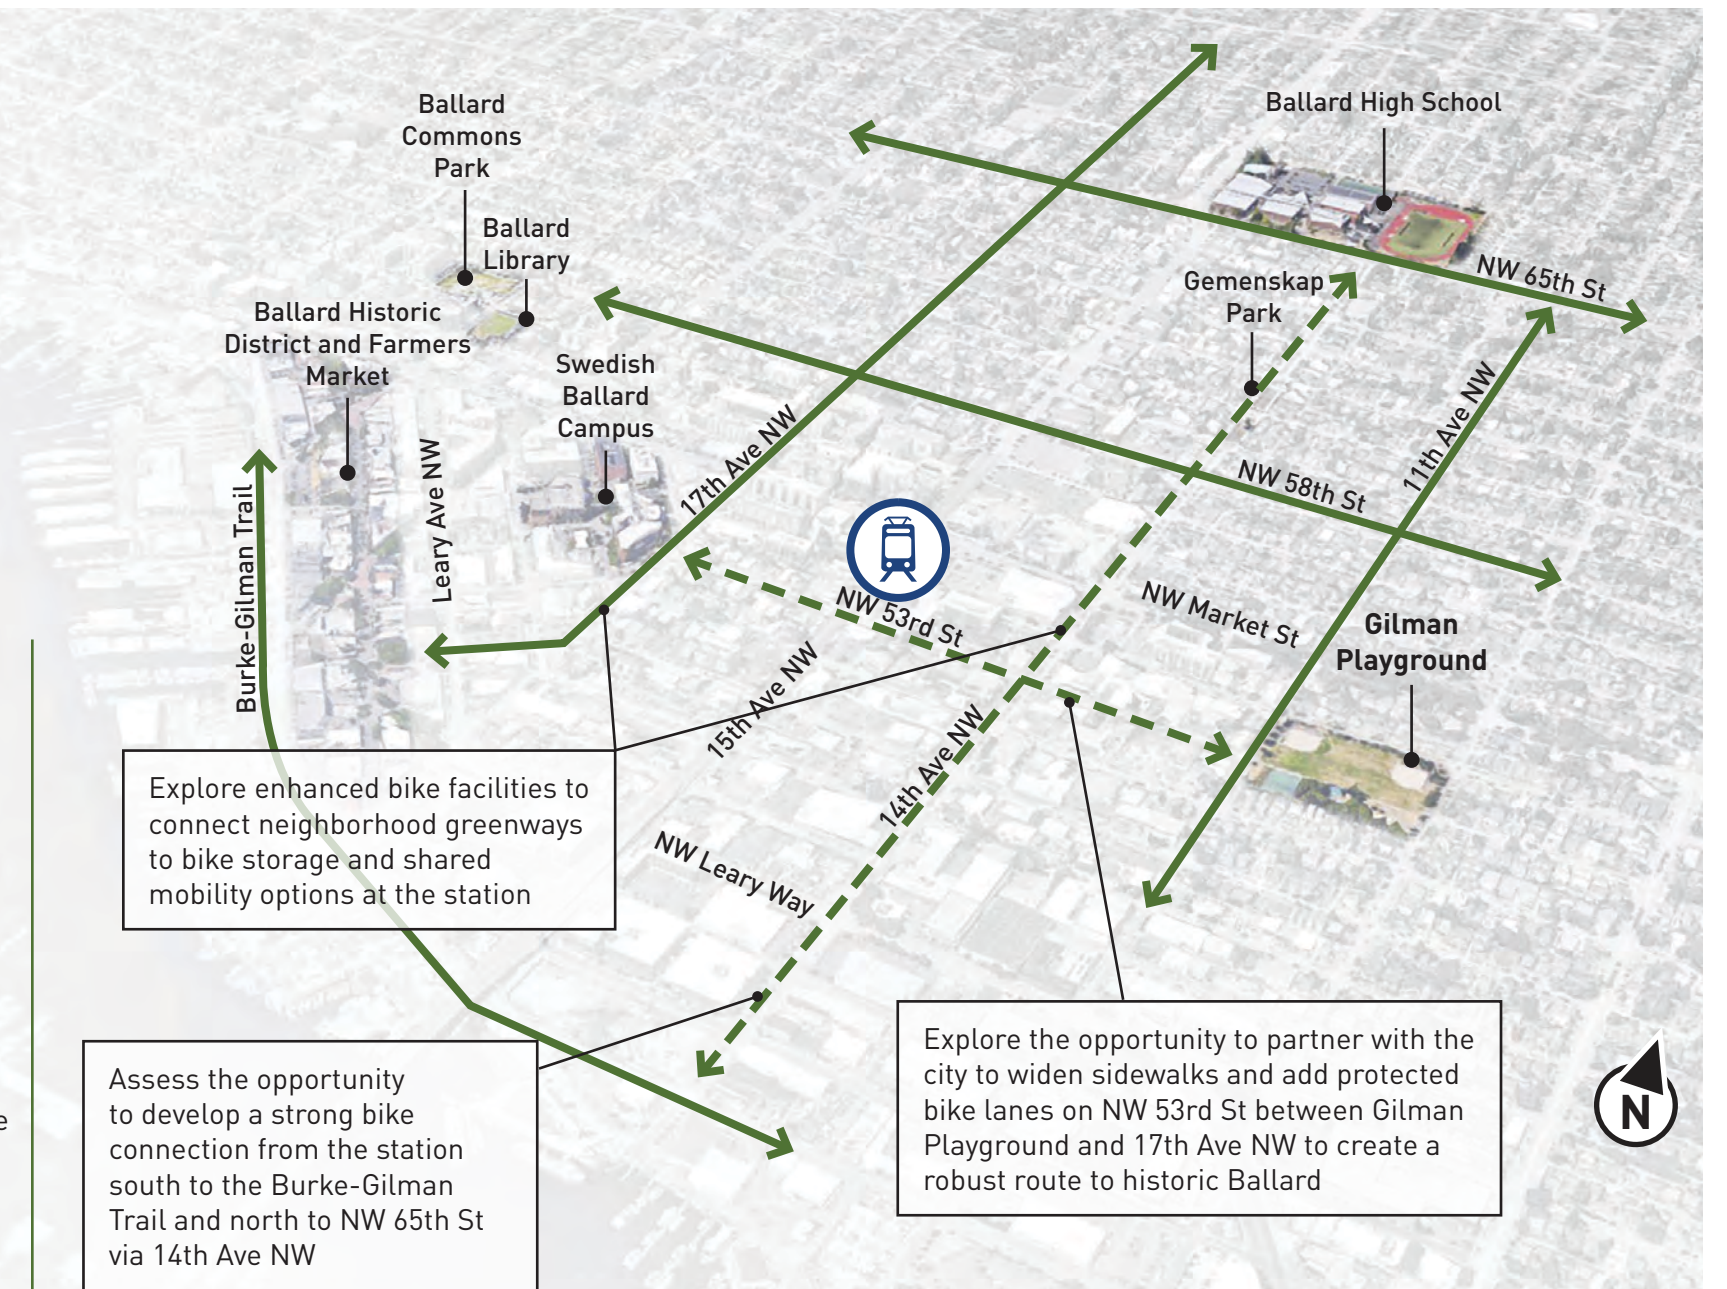 Ballard
Commons
Park
Ballard High School
Ballard
Library
NW 65th St
Gemenskap
Park
Ballard Historic
District and Farmers
Market
Swedish
Ballard
Campus
17th Ave NW
11th Ave NW
NW 58th St
Leary Ave NW
Burke-Gilman Trail
NW 53rd St
NW Market St
Gilman
Playground
15th Ave NW
14th Ave NW
NW Leary Way
Explore enhanced bike facilities to
connect neighborhood greenways
to bike storage and shared
mobility options at the station
Assess the opportunity
to develop a strong bike
connection from the station
south to the Burke-Gilman
Trail and north to NW 65th St
via 14th Ave NW
Explore the opportunity to partner with the
city to widen sidewalks and add protected
bike lanes on NW 53rd St between Gilman
Playground and 17th Ave NW to create a
robust route to historic Ballard
N
e